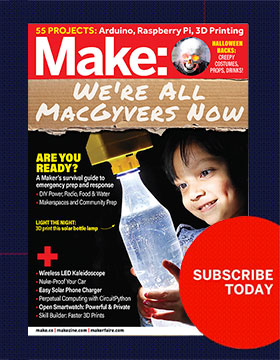 55 PROJECTS: Arduino, Raspberry Pi, 3D Printing
Make:
HALLOWEEN
HACKS:
CREEPY
COSTUMES,
PROPS, DRINKS!
WE'RE ALL
MACGYVERS NOW
ARE YOU
READY?
A Maker's survival guide to
emergency prep and response
• DIY Power, Radio, Food & Water
• Makerspaces and Community Prep
LIGHT THE NIGHT:
3D print this solar bottle lamp
+
• Wireless LED Kaleidoscope
• Nuke-Proof Your Car
• Easy Solar Phone Charger
• Perpetual Computing with CircuitPython
• Open Smartwatch: Powerful & Private
• Skill Builder: Faster 3D Prints
make.co | makezine.com | makerfaire.com
SUBSCRIBE
TODAY